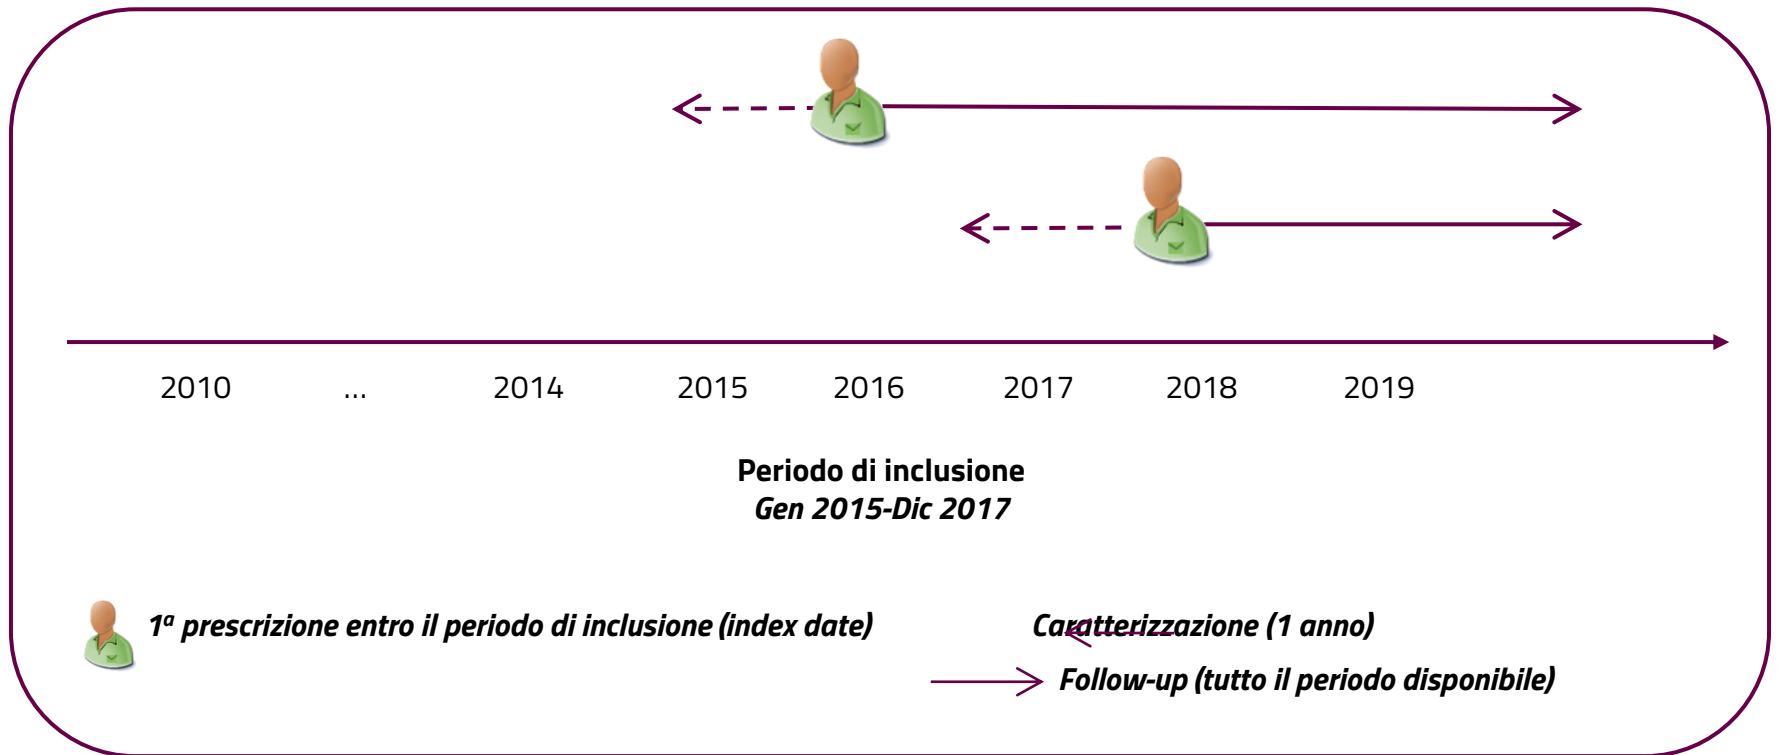 2010 ... 2014 2015 2016 2017 2018 2019
Periodo di inclusione
Gen 2015-Dic 2017
1ª prescrizione entro il periodo di inclusione (index date)
Caratterizzazione (1 anno)
Follow-up (tutto il periodo disponibile)